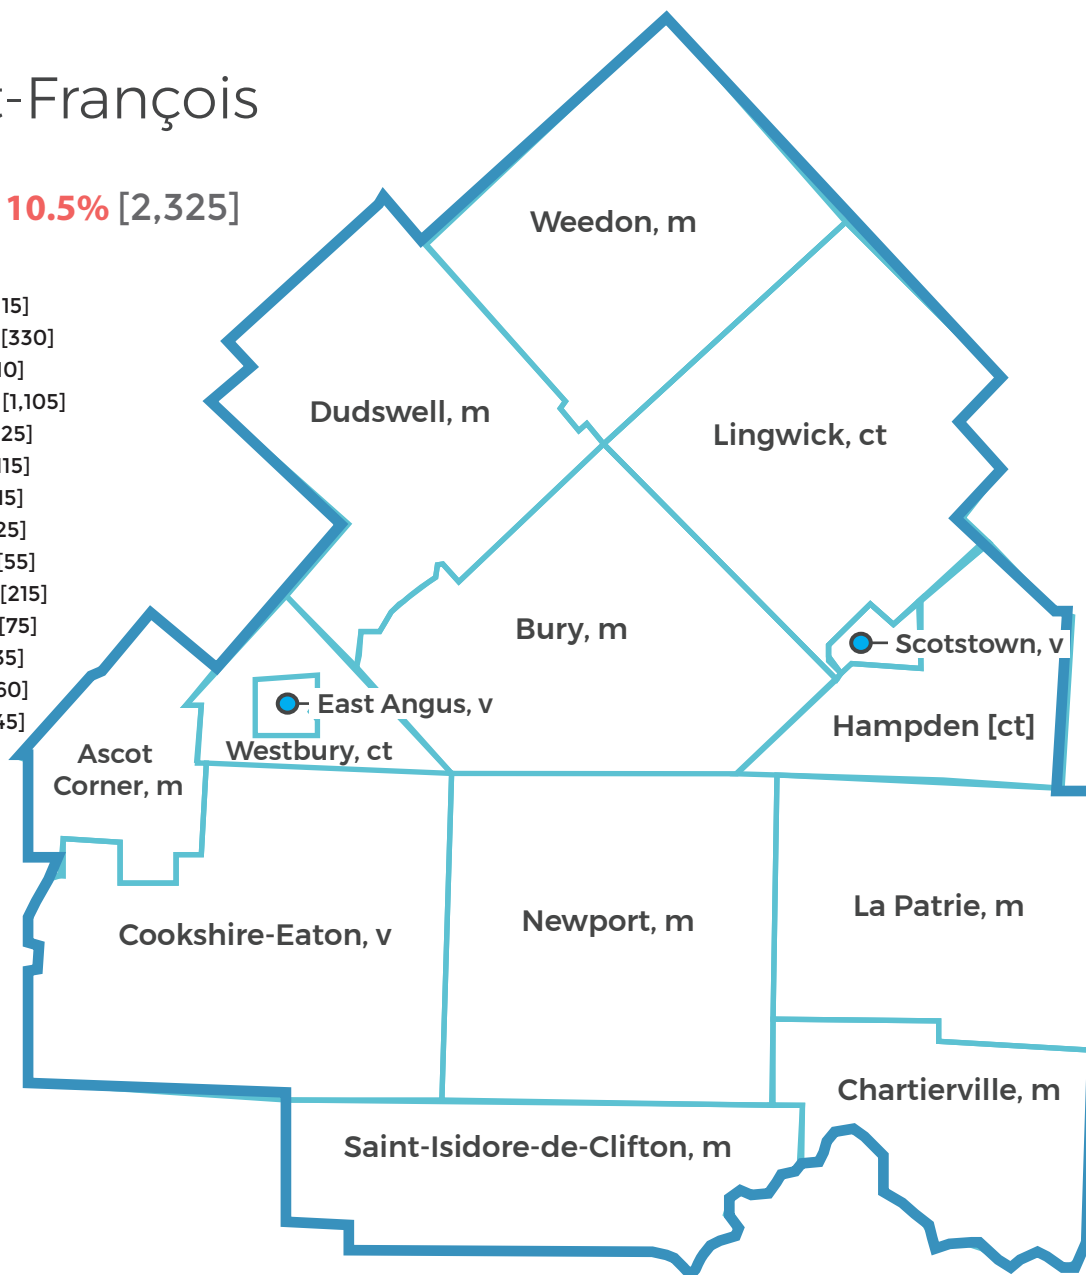 t-François
10.5% [2,325]
15]
[330]
10]
[1,105]
25]
115]
15]
25]
[55]
[215]
[75]
35]
60]
45]
Weedon, m
Dudswell, m
Lingwick, ct
Bury, m
Scotstown, v
East Angus, v
Hampden [ct]
Westbury, ct
Ascot
Corner, m
La Patrie, m
Newport, m
Cookshire-Eaton, v
Chartierville, m
Saint-Isidore-de-Clifton, m